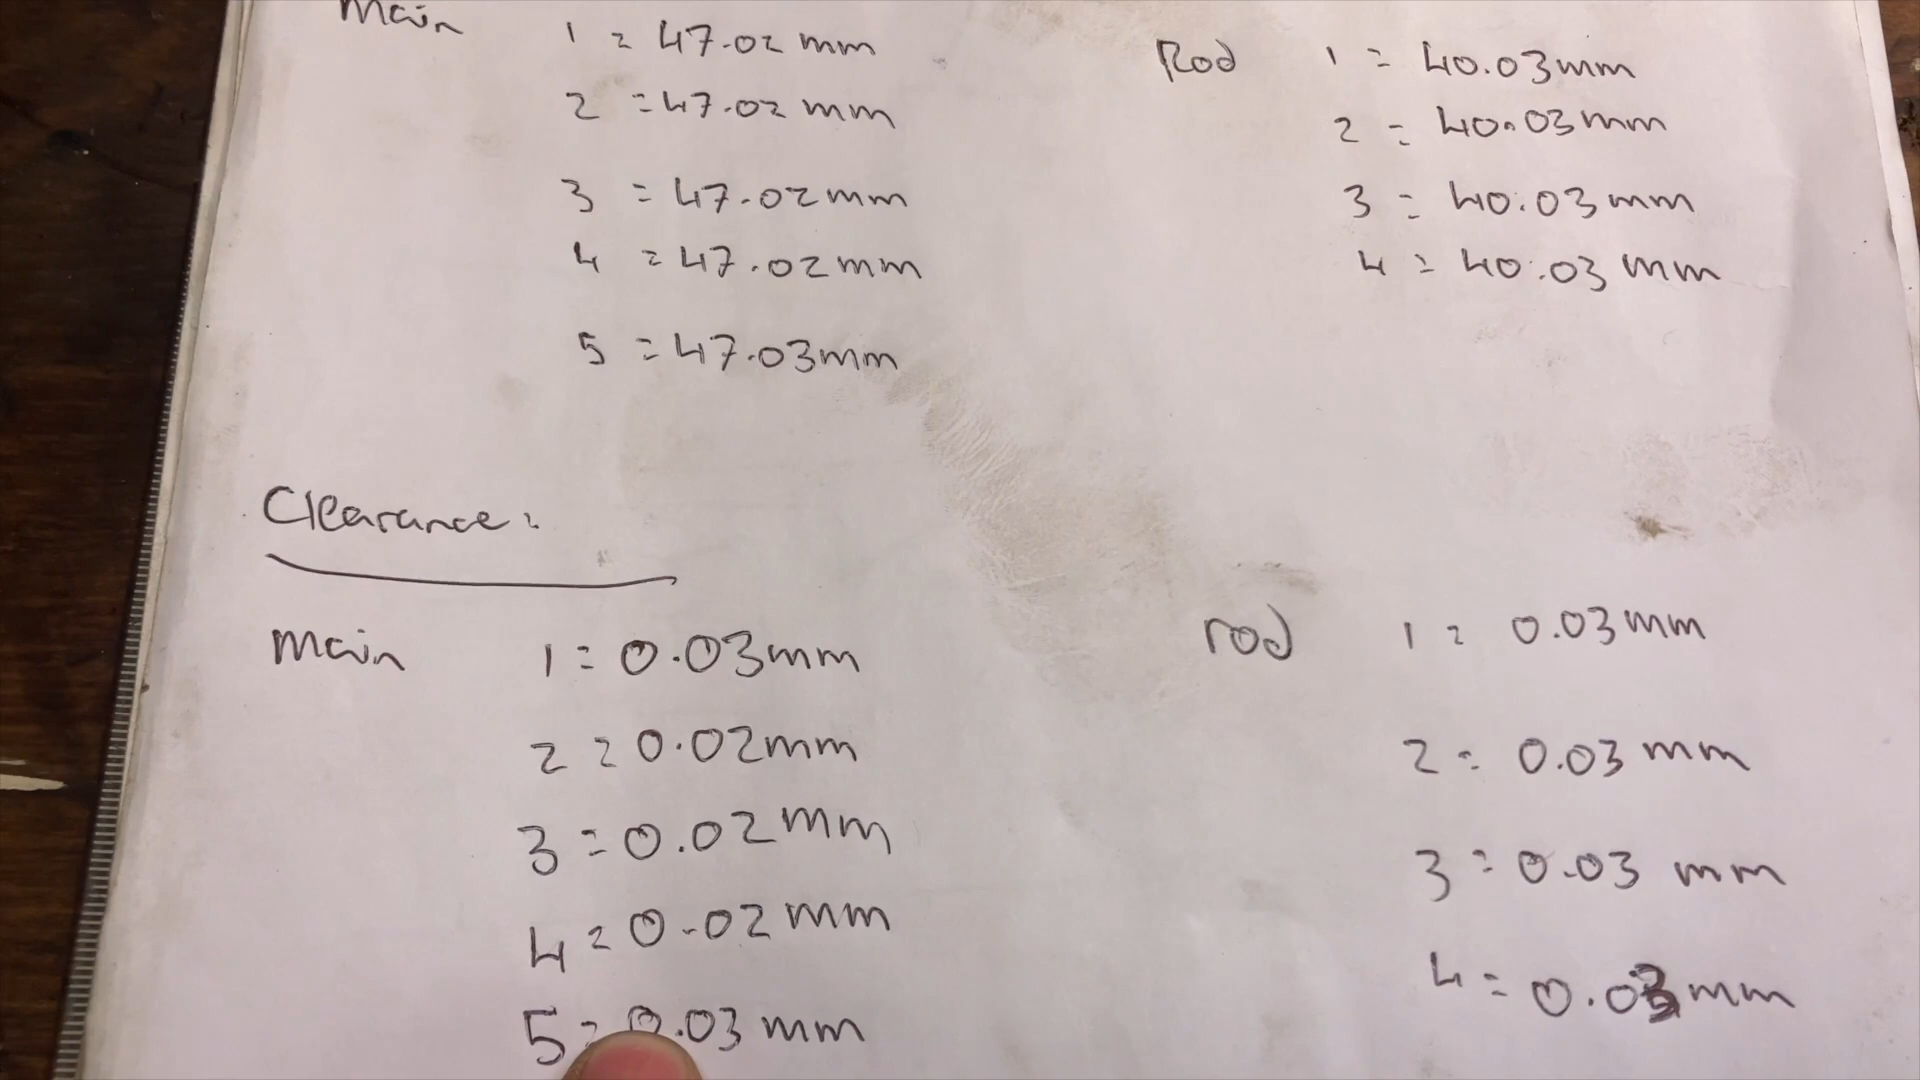 Main 1 = 47.02 mm
2 = 47.02 mm
3 = 47.02 mm
4 = 47.02 mm
5 = 47.03 mm
Rod 1 = 40.03 mm
2 = 40.03 mm
3 = 40.03 mm
4 = 40.03 mm
Clearance:
Main 1 = 0.03 mm
2 = 0.02 mm
3 = 0.02 mm
4 = 0.02 mm
5 = 0.03 mm
rod 1 = 0.03 mm
2 = 0.03 mm
3 = 0.03 mm
4 = 0.03 mm